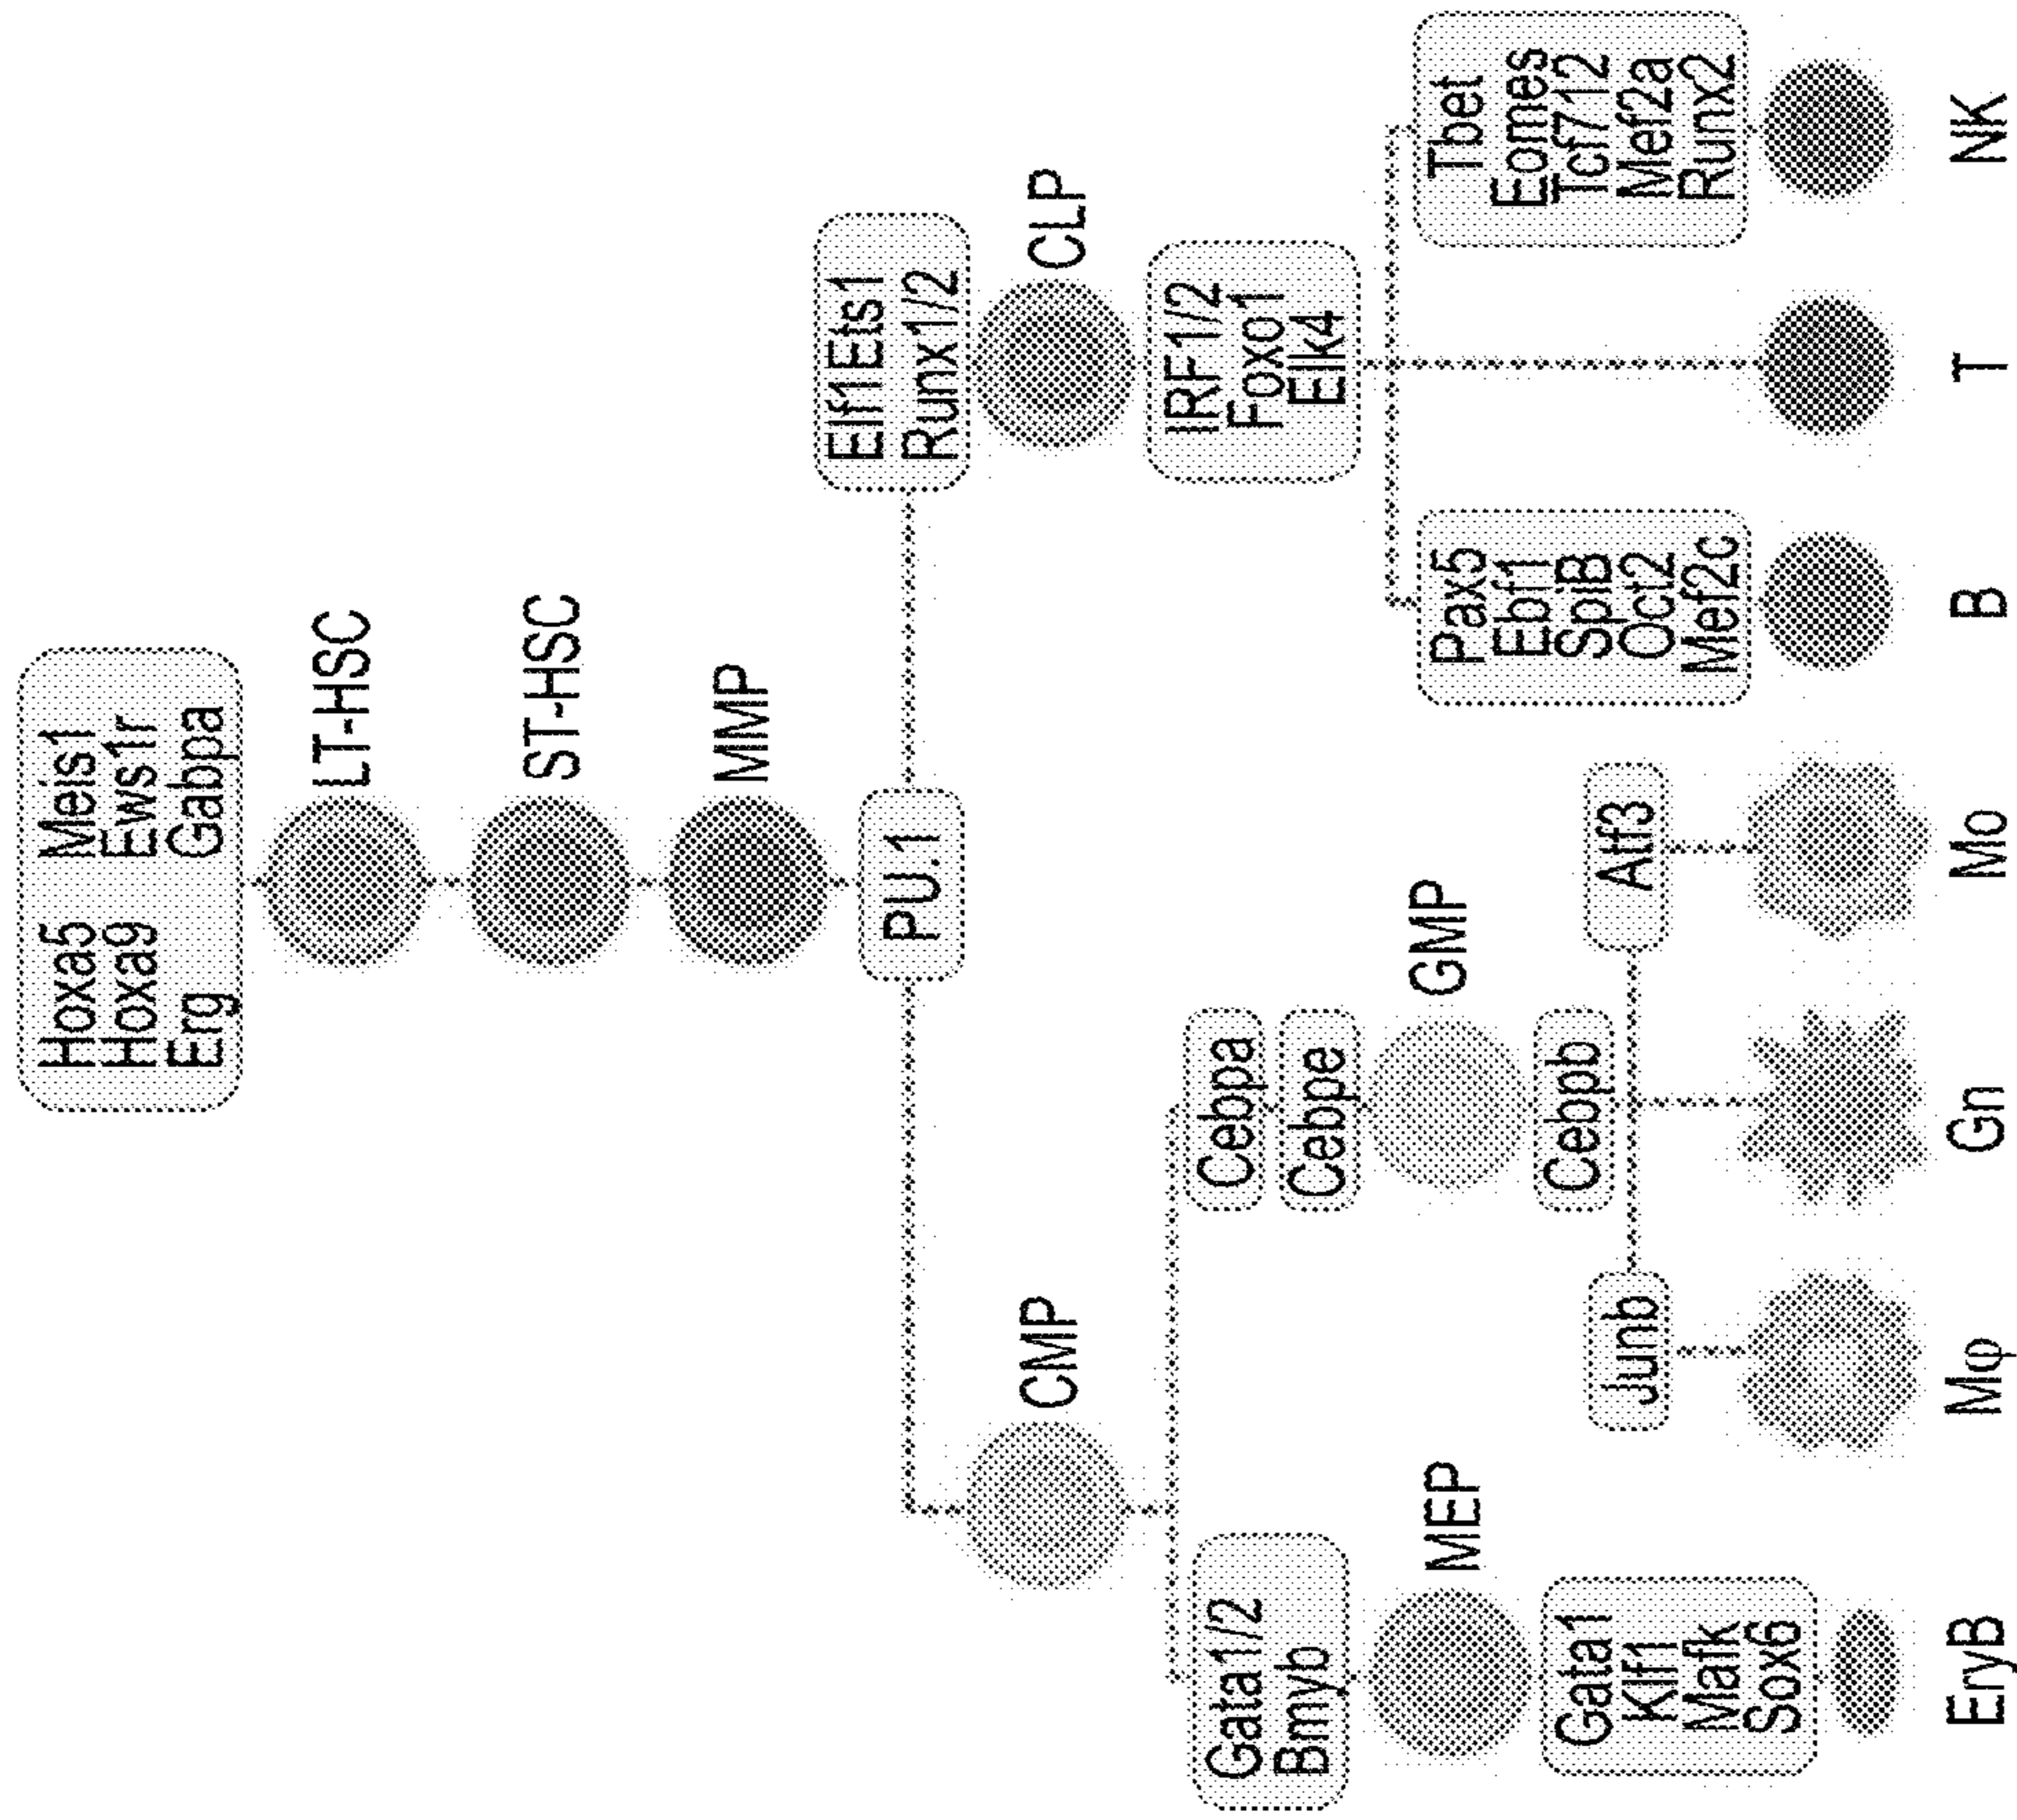 Hoxa5 Meis1
Hoxa9 Ews1r
Erg Gabpa
LT-HSC
ST-HSC
MMP
PU.1
Elf1Ets1
Runx1/2
CLP
CMP
IRF1/2
Foxo1
Elk4
Gata1/2
Bmyb
Cebpa
Cebpe
MEP
GMP
Pax5
Ebf1
SpiB
Oct2
Mef2c
Tbet
Eomes
Tcf712
Mef2a
Runx2
Gata1
Klf1
Mafk
Sox6
Cebpb
Junb
Atf3
EryB
Mφ
Gn
Mo
B
T
NK